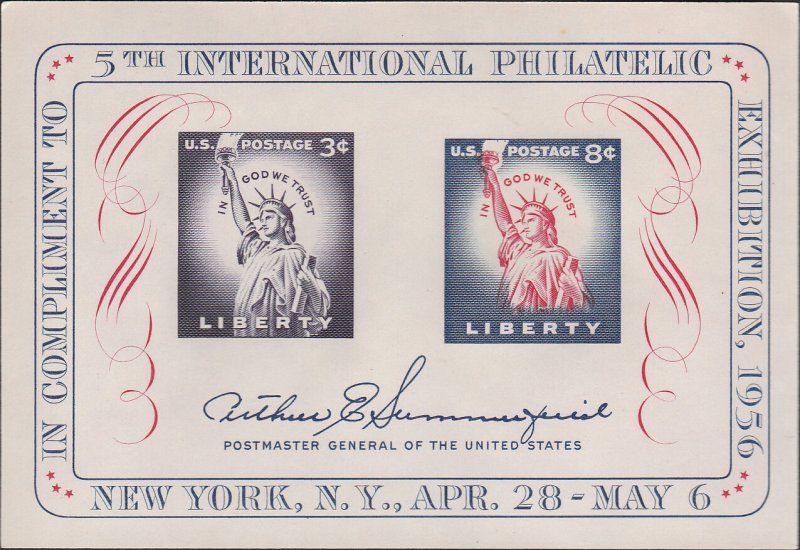 IN COMPLIMENT TO
5TH INTERNATIONAL PHILATELIC
EXHIBITION, 1956
NEW YORK, N.Y., APR. 28 - MAY 6
U.S. POSTAGE 3¢
IN GOD WE TRUST
LIBERTY
U.S. POSTAGE 8¢
IN GOD WE TRUST
LIBERTY
Arthur E Summerfield
POSTMASTER GENERAL OF THE UNITED STATES